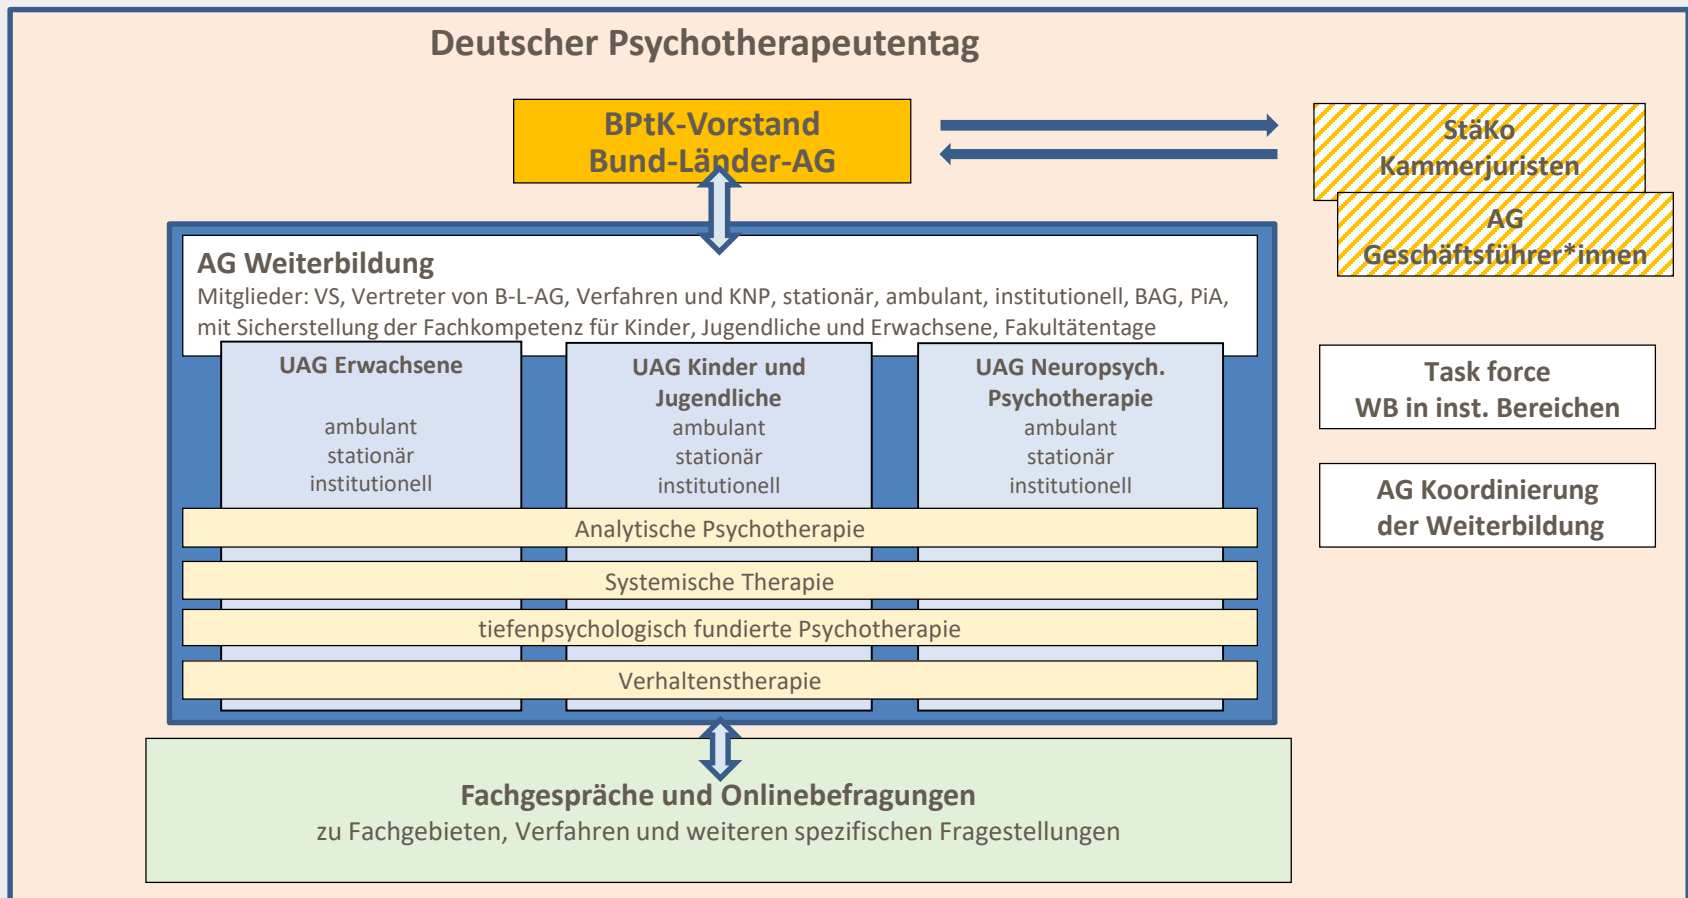 Deutscher Psychotherapeutentag
BPtK-Vorstand
Bund-Länder-AG
StäKo
Kammerjuristen
AG
Geschäftsführer*innen
AG Weiterbildung
Mitglieder: VS, Vertreter von B-L-AG, Verfahren und KNP, stationär, ambulant, institutionell, BAG, PiA,
mit Sicherstellung der Fachkompetenz für Kinder, Jugendliche und Erwachsene, Fakultätentage
UAG Erwachsene
ambulant
stationär
institutionell
UAG Kinder und
Jugendliche
ambulant
stationär
institutionell
UAG Neuropsych.
Psychotherapie
ambulant
stationär
institutionell
Task force
WB in inst. Bereichen
AG Koordinierung
der Weiterbildung
Analytische Psychotherapie
Systemische Therapie
tiefenpsychologisch fundierte Psychotherapie
Verhaltenstherapie
Fachgespräche und Onlinebefragungen
zu Fachgebieten, Verfahren und weiteren spezifischen Fragestellungen